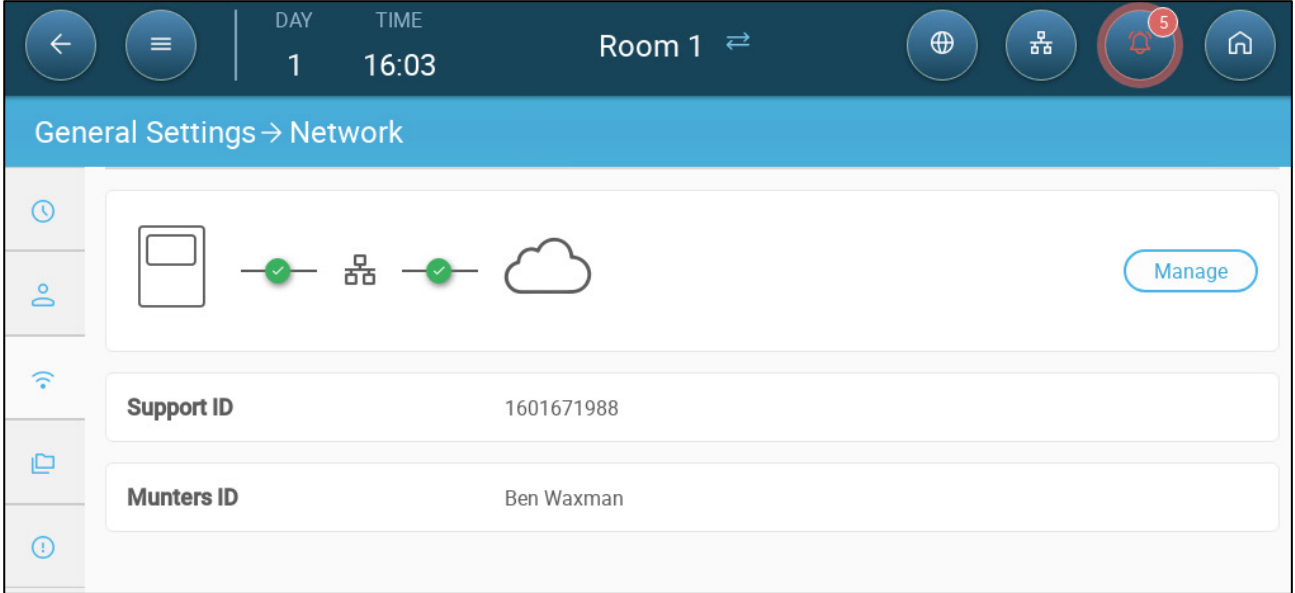 DAY TIME
1 16:03
Room 1
5
General Settings → Network
Manage
Support ID 1601671988
Munters ID Ben Waxman